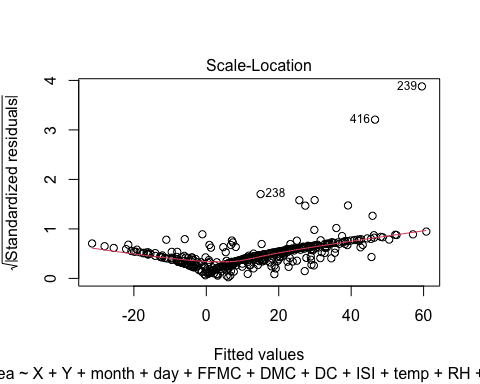 Scale-Location
√|Standardized residuals|
4
3
2
1
0
239
416
238
-20 0 20 40 60
Fitted values
ea ~ X + Y + month + day + FFMC + DMC + DC + ISI + temp + RH +